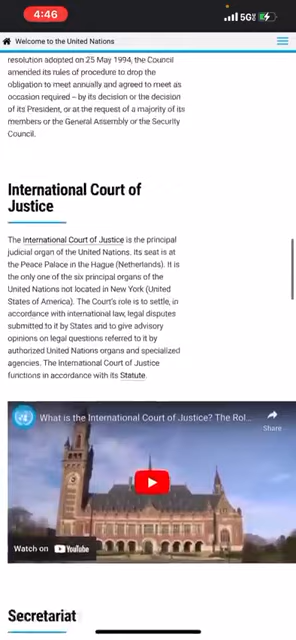 4:46
5G
Welcome to the United Nations
resolution adopted on 25 May 1994, the Council
amended its rules of procedure to drop the
obligation to meet annually and agreed to meet as
occasion required – by its decision or the decision
of its President, or at the request of a majority of its
members or the General Assembly or the Security
Council.
International Court of
Justice
The International Court of Justice is the principal
judicial organ of the United Nations. Its seat is at
the Peace Palace in the Hague (Netherlands). It is
the only one of the six principal organs of the
United Nations not located in New York (United
States of America). The Court's role is to settle, in
accordance with international law, legal disputes
submitted to it by States and to give advisory
opinions on legal questions referred to it by
authorized United Nations organs and specialized
agencies. The International Court of Justice
functions in accordance with its Statute.
What is the International Court of Justice? The Rol...
Share
Watch on YouTube
Secretariat